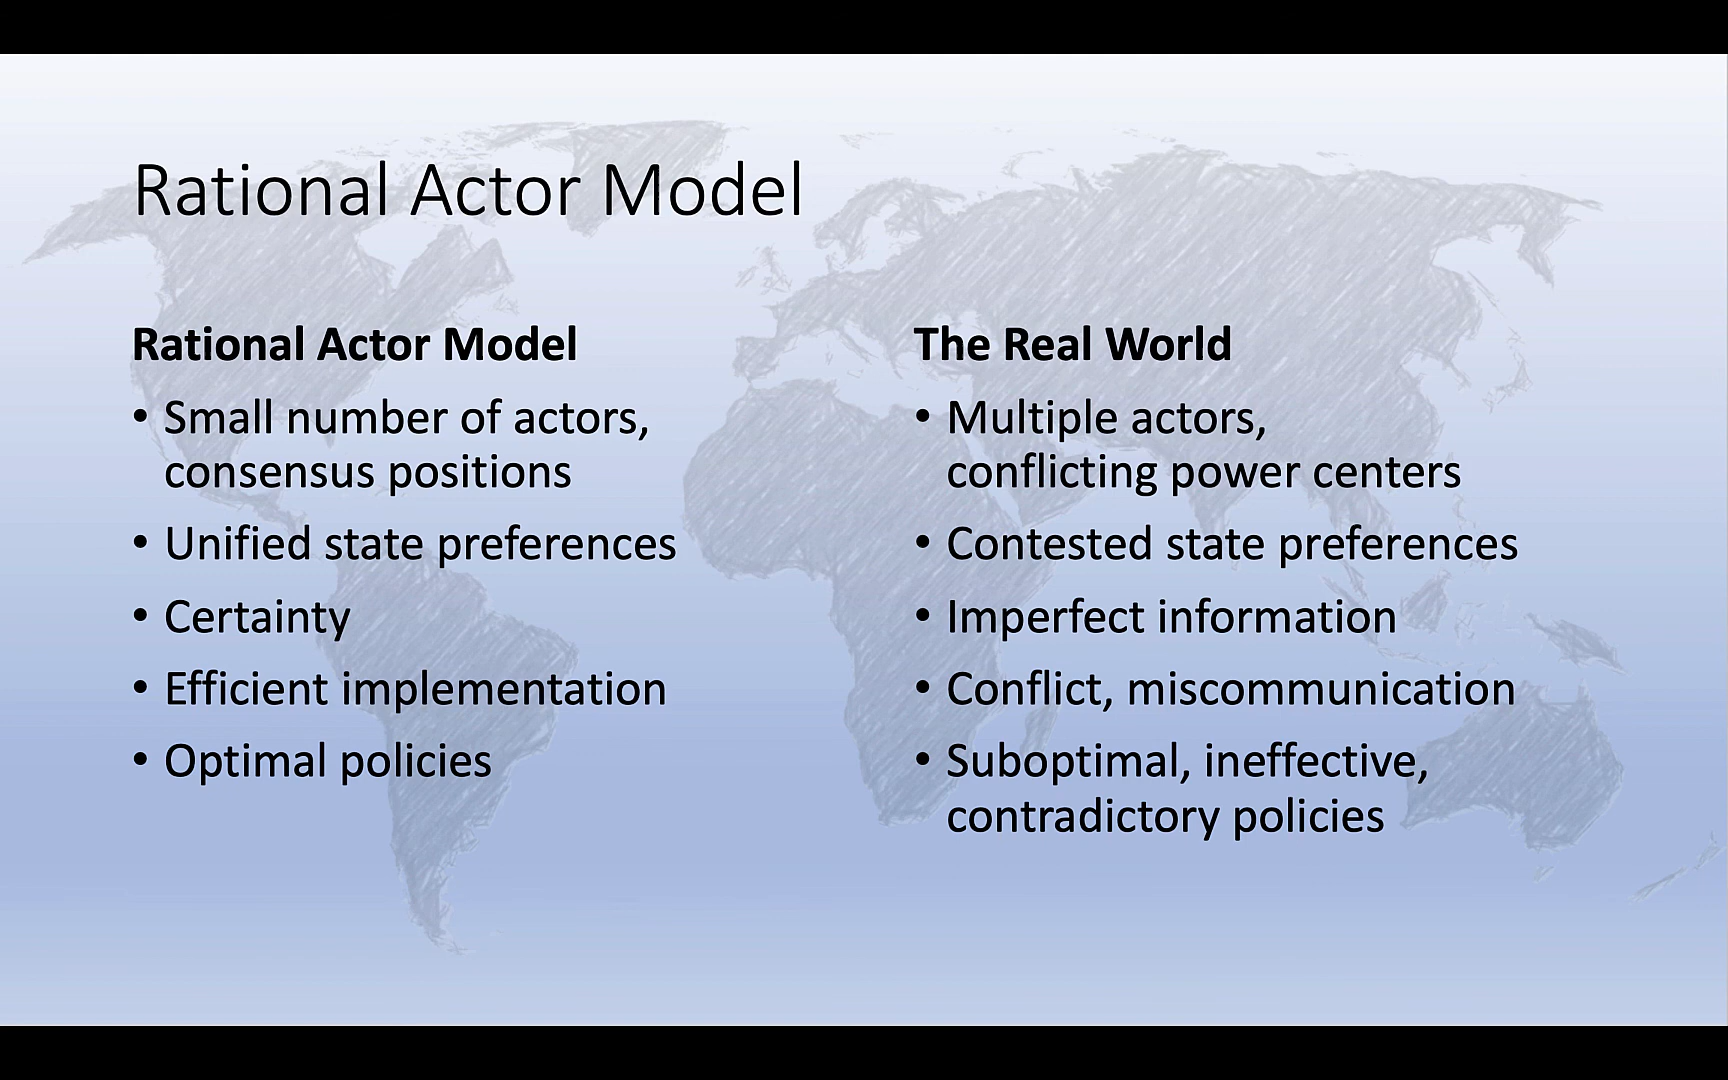 Rational Actor Model
Rational Actor Model
• Small number of actors,
consensus positions
• Unified state preferences
• Certainty
• Efficient implementation
• Optimal policies
The Real World
• Multiple actors,
conflicting power centers
• Contested state preferences
• Imperfect information
• Conflict, miscommunication
• Suboptimal, ineffective,
contradictory policies